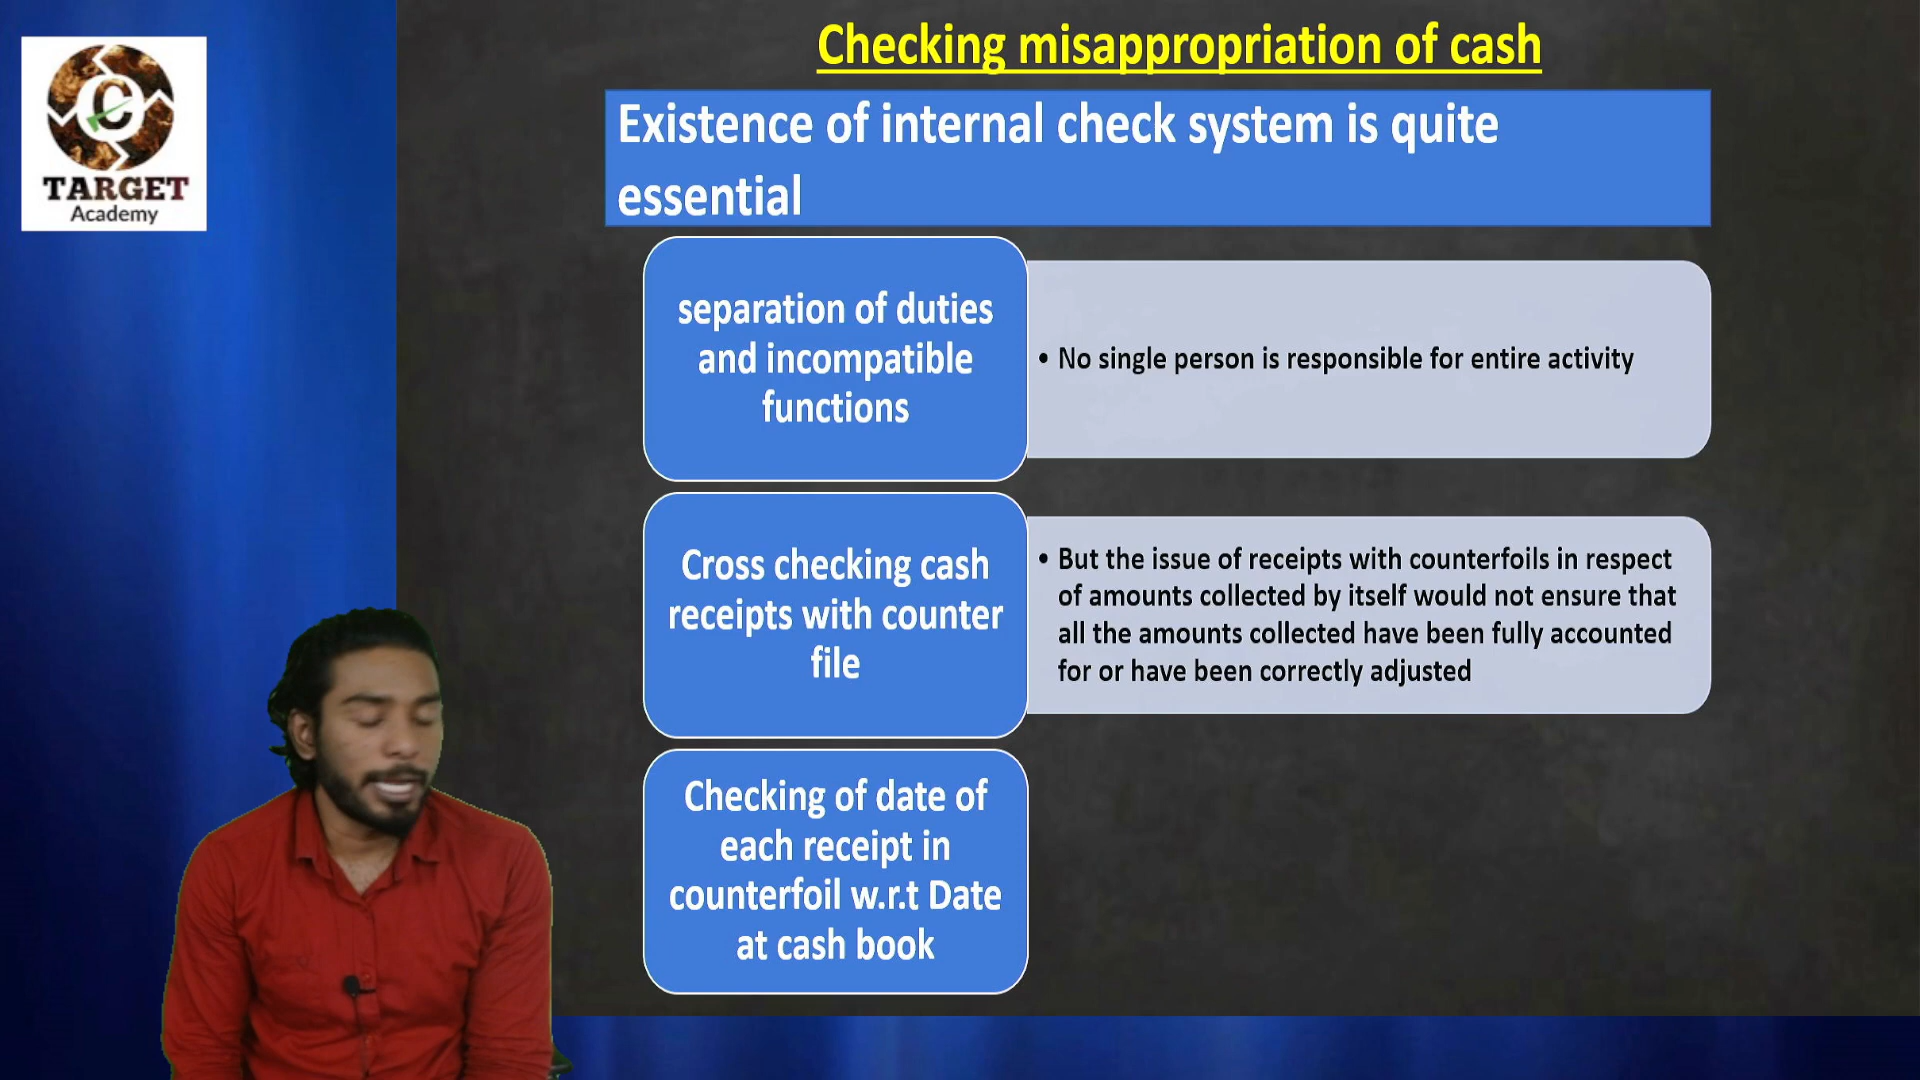 TARGET
Academy
Checking misappropriation of cash
Existence of internal check system is quite
essential
separation of duties
and incompatible
functions
• No single person is responsible for entire activity
Cross checking cash
receipts with counter
file
• But the issue of receipts with counterfoils in respect
of amounts collected by itself would not ensure that
all the amounts collected have been fully accounted
for or have been correctly adjusted
Checking of date of
each receipt in
counterfoil w.r.t Date
at cash book